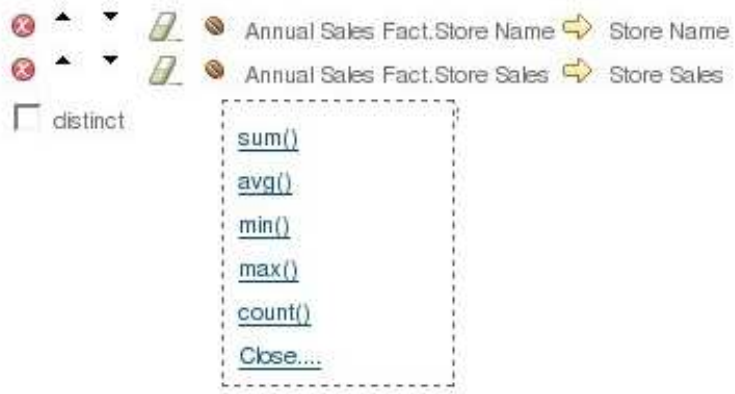 Annual Sales Fact.Store Name Store Name
Annual Sales Fact.Store Sales Store Sales
distinct
sum()
avg()
min()
max()
count()
Close....